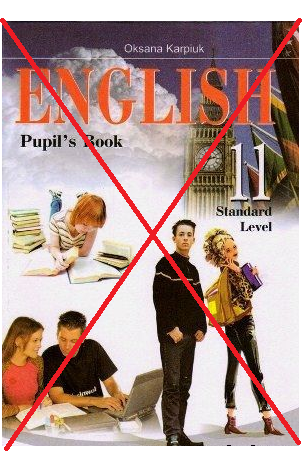 Oksana Karpiuk
ENGLISH
Pupil's Book
11
Standard
Level